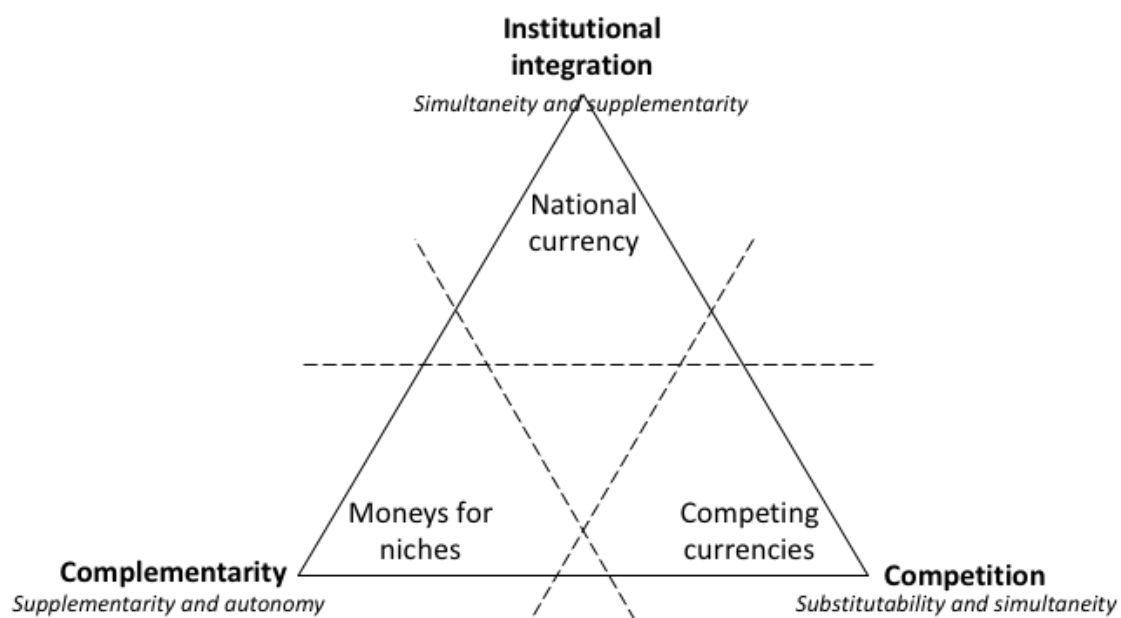 Institutional
integration
Simultaneity and supplementarity
National
currency
Moneys for
niches
Competing
currencies
Complementarity
Supplementarity and autonomy
Competition
Substitutability and simultaneity